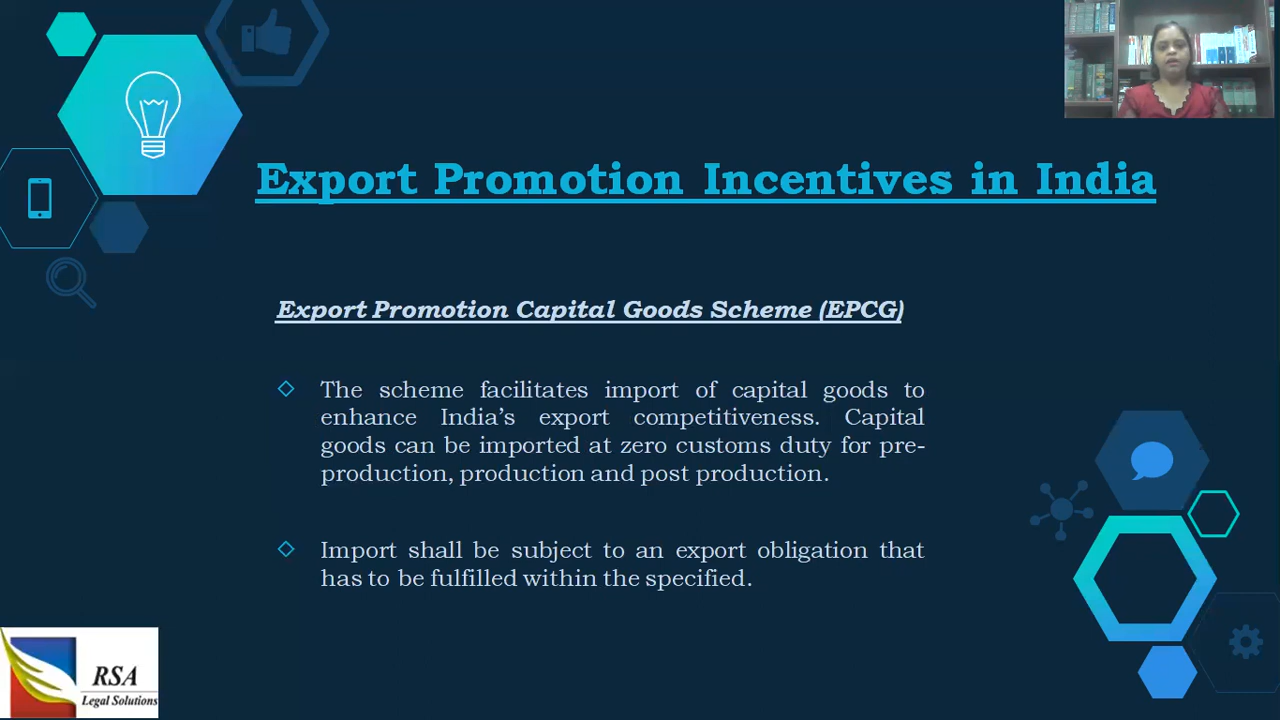 Export Promotion Incentives in India
Export Promotion Capital Goods Scheme (EPCG)
The scheme facilitates import of capital goods to
enhance India's export competitiveness. Capital
goods can be imported at zero customs duty for pre-
production, production and post production.
Import shall be subject to an export obligation that
has to be fulfilled within the specified.
RSA
Legal Solutions